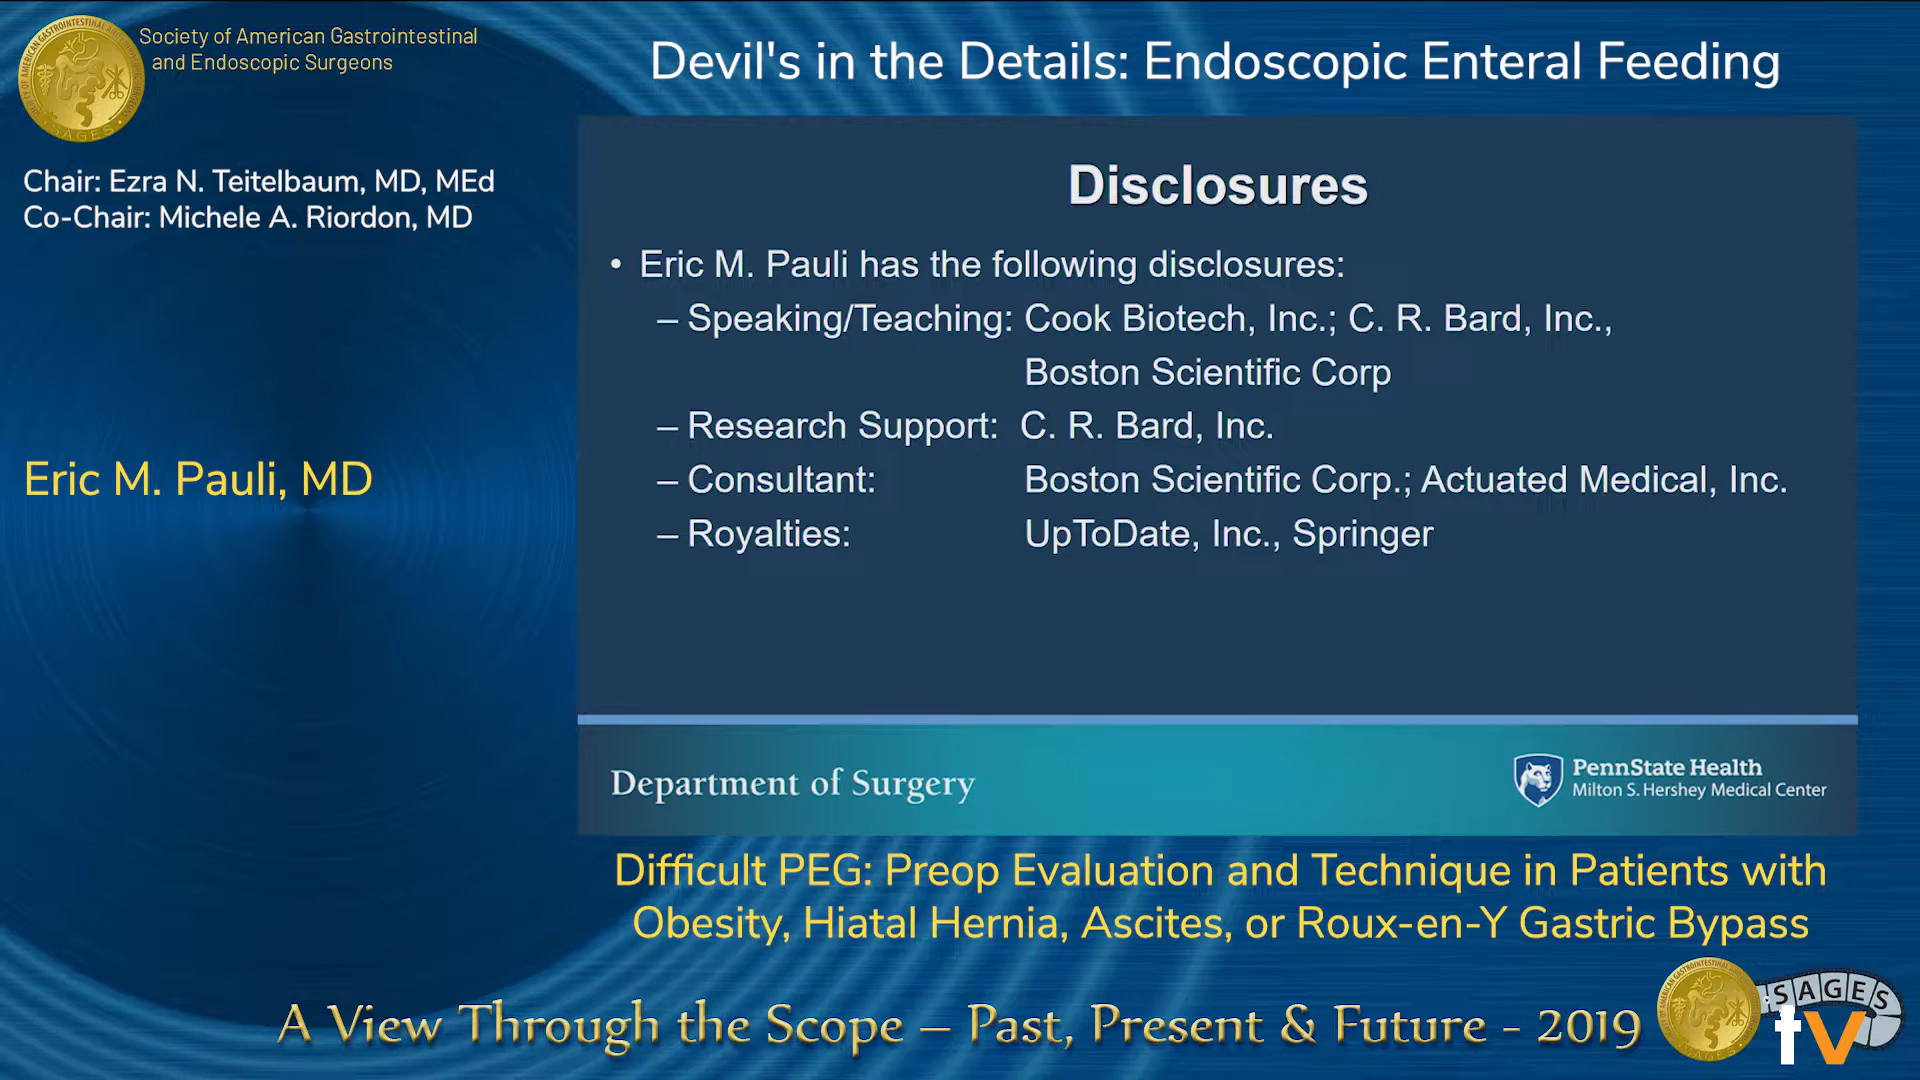 Society of American Gastrointestinal
and Endoscopic Surgeons
Devil's in the Details: Endoscopic Enteral Feeding
Chair: Ezra N. Teitelbaum, MD, MEd
Co-Chair: Michele A. Riordon, MD
Eric M. Pauli, MD
Disclosures
• Eric M. Pauli has the following disclosures:
– Speaking/Teaching: Cook Biotech, Inc.; C. R. Bard, Inc.,
Boston Scientific Corp
– Research Support: C. R. Bard, Inc.
– Consultant: Boston Scientific Corp.; Actuated Medical, Inc.
– Royalties: UpToDate, Inc., Springer
Department of Surgery
PennState Health
Milton S. Hershey Medical Center
Difficult PEG: Preop Evaluation and Technique in Patients with
Obesity, Hiatal Hernia, Ascites, or Roux-en-Y Gastric Bypass
A View Through the Scope – Past, Present & Future - 2019
SAGES
tv